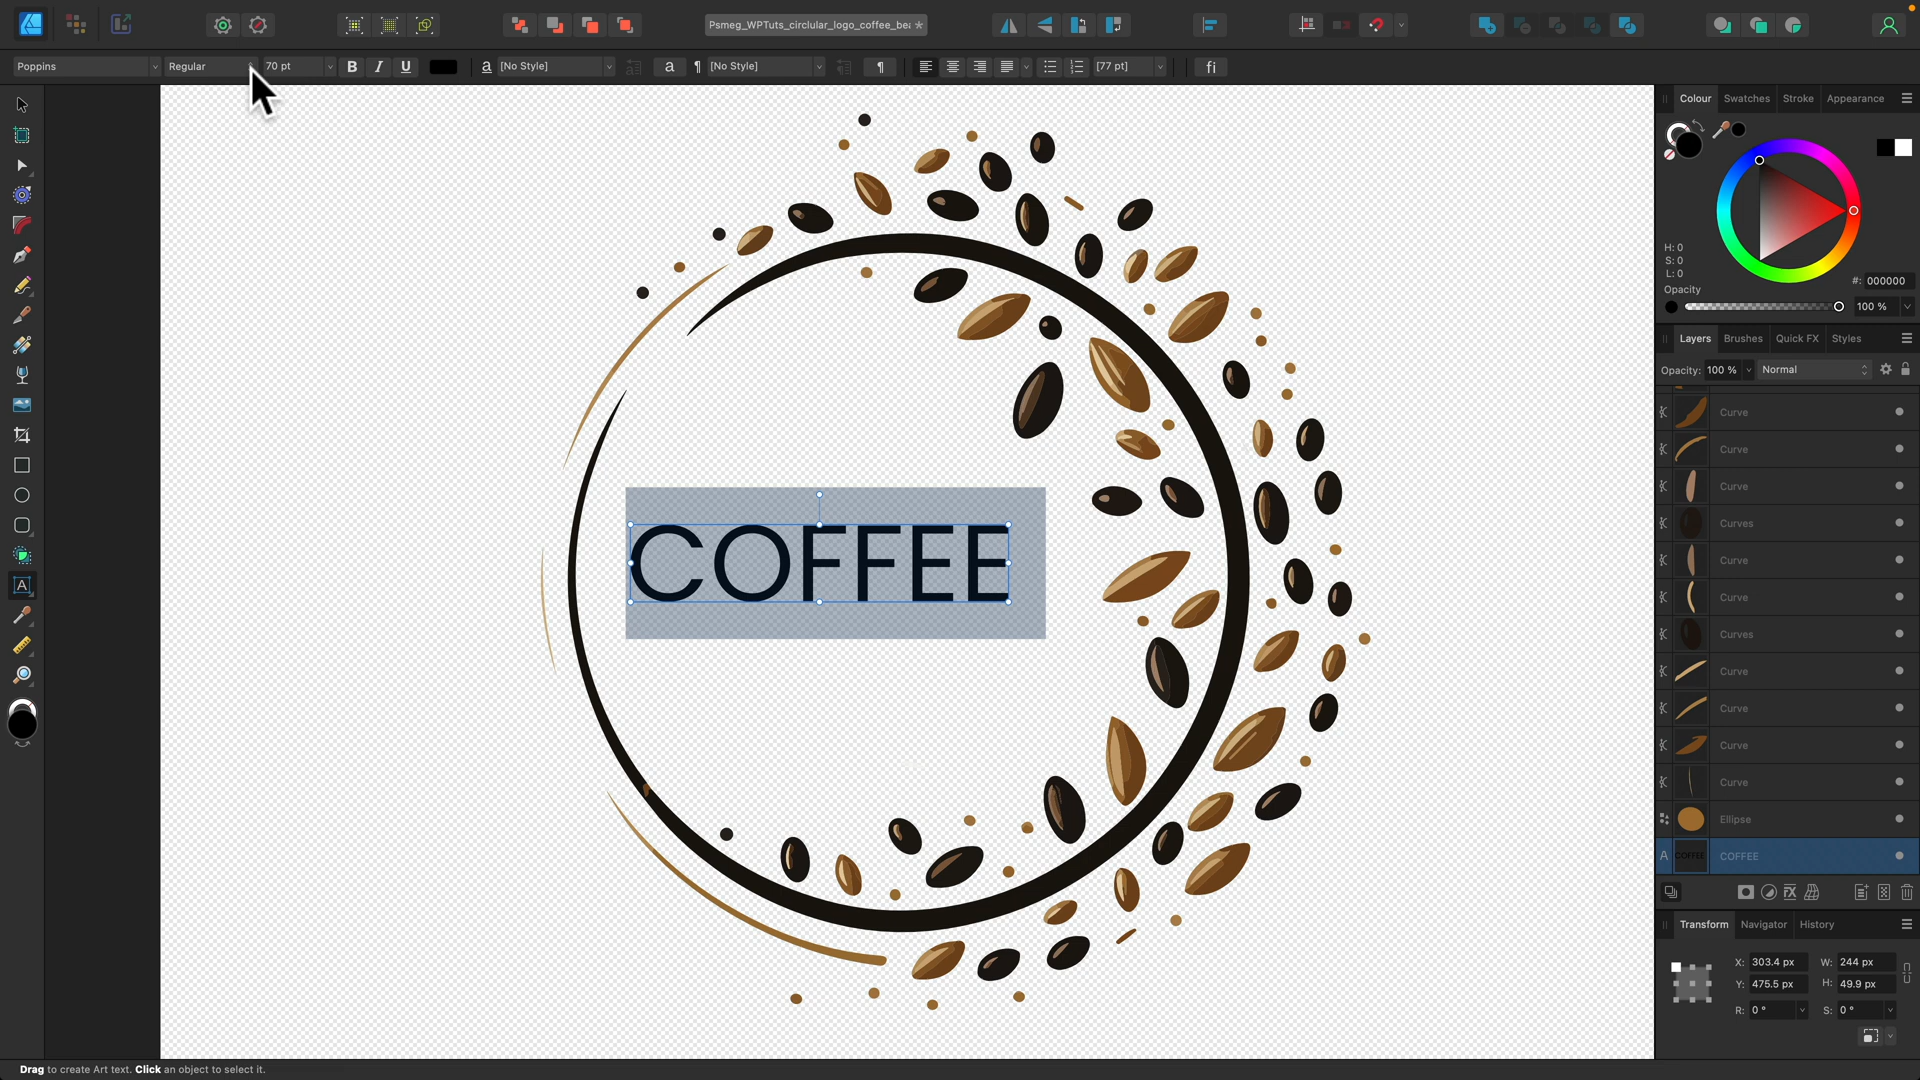 Psmeg_WPTuts_circlular_logo_coffee_be
Poppins Regular 70 pt B I U a [No Style] a ¶ [No Style] ¶ [77 pt] fi
Colour Swatches Stroke Appearance
H: 0
S: 0
L: 0
#: 000000
Opacity
100 %
Layers Brushes Quick FX Styles
Opacity: 100 % Normal
Curve
Curve
Curve
Curves
Curve
Curve
Curves
Curve
Curve
Curve
Curve
Ellipse
A COFFEE COFFEE
COFFEE
Transform Navigator History
X: 303.4 px W: 244 px
Y: 475.5 px H: 49.9 px
R: 0 ° S: 0 °
Drag to create Art text. Click an object to select it.